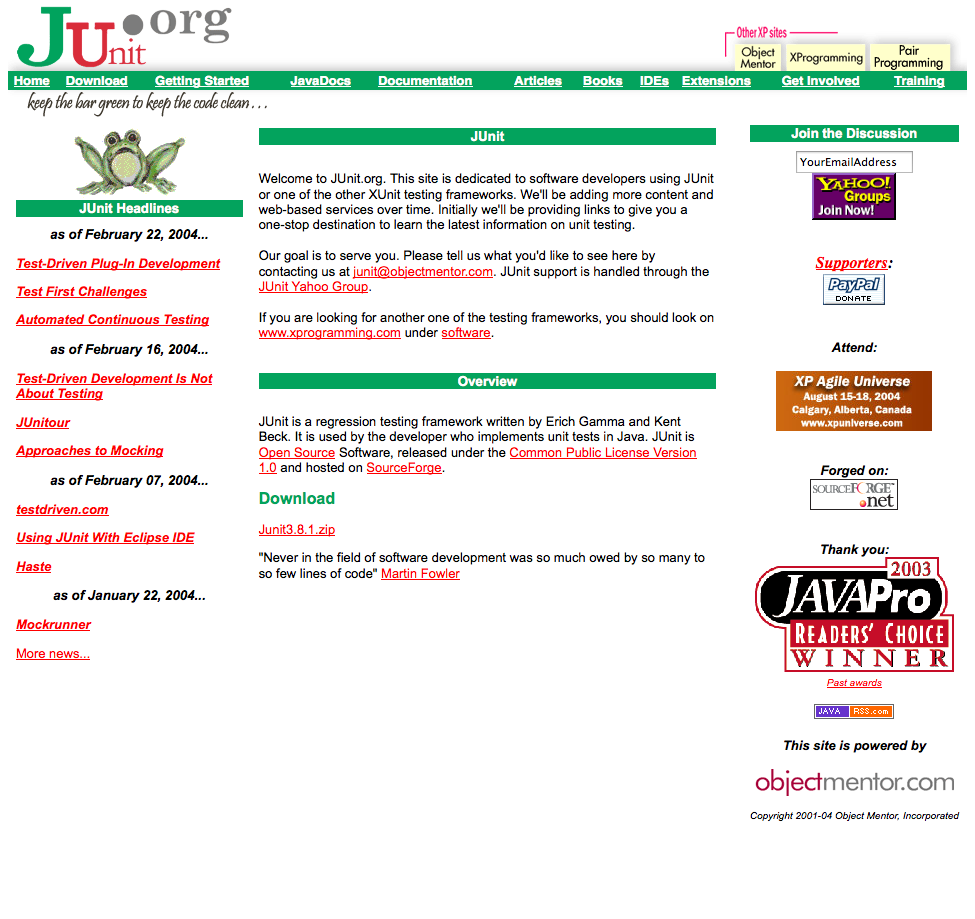 JUnit.org
Other XP sites
Object Mentor
XProgramming
Pair Programming
Home Download Getting Started JavaDocs Documentation Articles Books IDEs Extensions Get Involved Training
keep the bar green to keep the code clean . . .
JUnit Headlines
as of February 22, 2004...
Test-Driven Plug-In Development
Test First Challenges
Automated Continuous Testing
as of February 16, 2004...
Test-Driven Development Is Not
About Testing
JUnitour
Approaches to Mocking
as of February 07, 2004...
testdriven.com
Using JUnit With Eclipse IDE
Haste
as of January 22, 2004...
Mockrunner
More news...
JUnit
Welcome to JUnit.org. This site is dedicated to software developers using JUnit
or one of the other XUnit testing frameworks. We'll be adding more content and
web-based services over time. Initially we'll be providing links to give you a
one-stop destination to learn the latest information on unit testing.
Our goal is to serve you. Please tell us what you'd like to see here by
contacting us at junit@objectmentor.com. JUnit support is handled through the
JUnit Yahoo Group.
If you are looking for another one of the testing frameworks, you should look on
www.xprogramming.com under software.
Overview
JUnit is a regression testing framework written by Erich Gamma and Kent
Beck. It is used by the developer who implements unit tests in Java. JUnit is
Open Source Software, released under the Common Public License Version
1.0 and hosted on SourceForge.
Download
Junit3.8.1.zip
"Never in the field of software development was so much owed by so many to
so few lines of code" Martin Fowler
Join the Discussion
YourEmailAddress
YAHOO!
Groups
Join Now!
Supporters:
PayPal
DONATE
Attend:
XP Agile Universe
August 15-18, 2004
Calgary, Alberta, Canada
www.xpuniverse.com
Forged on:
SOURCEFORGE™
.net
Thank you:
2003
JAVAPro
READERS' CHOICE
WINNER
Past awards
JAVA RSS.com
This site is powered by
objectmentor.com
Copyright 2001-04 Object Mentor, Incorporated